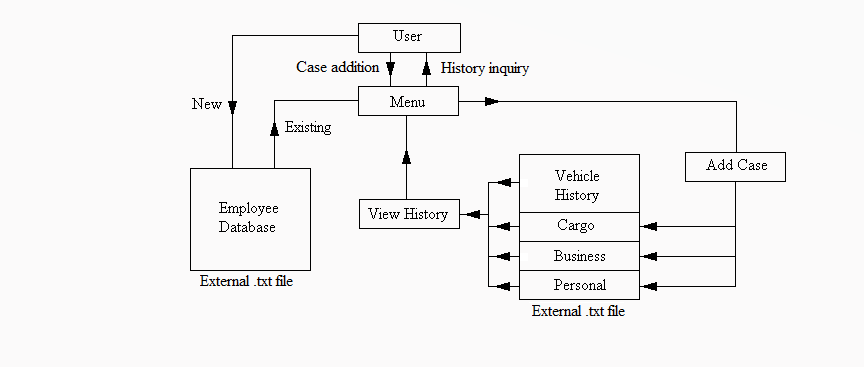 User
Case addition
History inquiry
New
Menu
Existing
Add Case
Vehicle
History
Employee
Database
View History
Cargo
Business
Personal
External .txt file
External .txt file